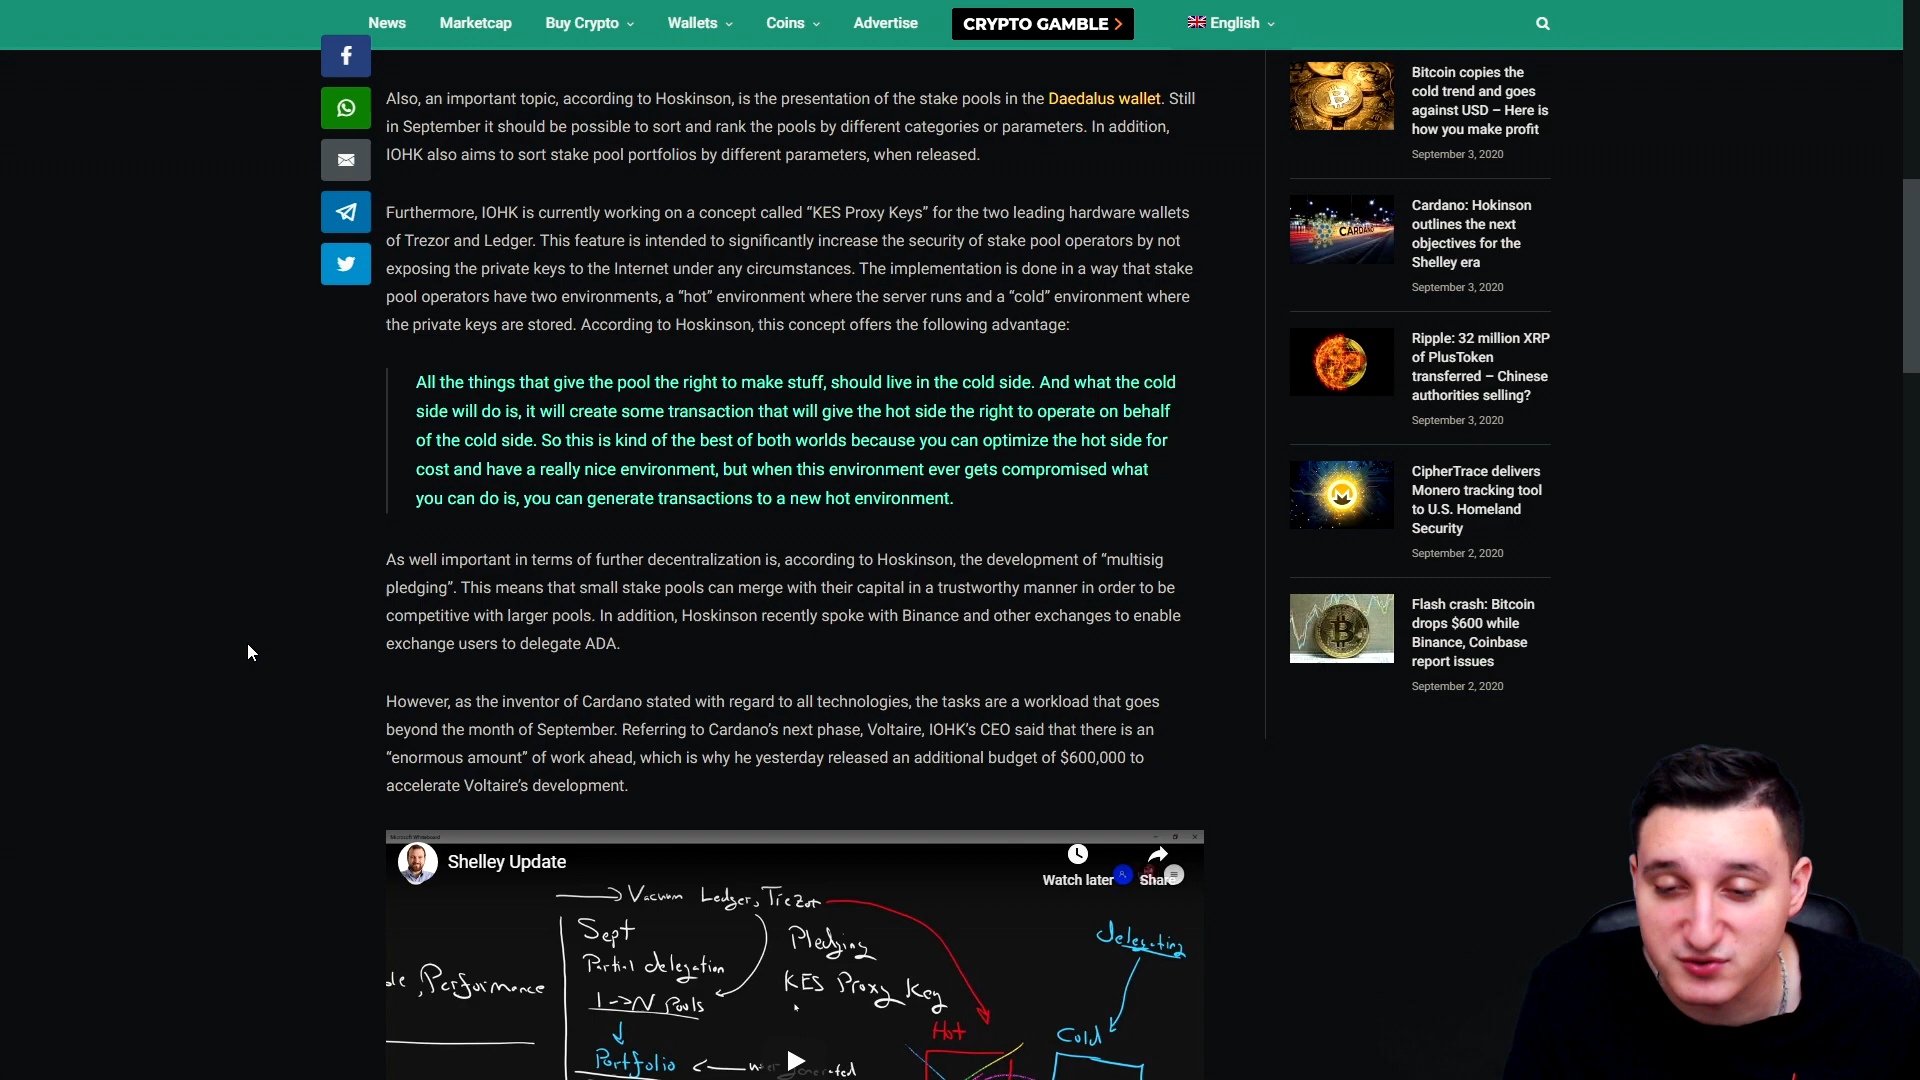 News Marketcap Buy Crypto Wallets Coins Advertise CRYPTO GAMBLE English
Also, an important topic, according to Hoskinson, is the presentation of the stake pools in the Daedalus wallet. Still
in September it should be possible to sort and rank the pools by different categories or parameters. In addition,
IOHK also aims to sort stake pool portfolios by different parameters, when released.
Furthermore, IOHK is currently working on a concept called “KES Proxy Keys” for the two leading hardware wallets
of Trezor and Ledger. This feature is intended to significantly increase the security of stake pool operators by not
exposing the private keys to the Internet under any circumstances. The implementation is done in a way that stake
pool operators have two environments, a “hot” environment where the server runs and a “cold” environment where
the private keys are stored. According to Hoskinson, this concept offers the following advantage:
All the things that give the pool the right to make stuff, should live in the cold side. And what the cold
side will do is, it will create some transaction that will give the hot side the right to operate on behalf
of the cold side. So this is kind of the best of both worlds because you can optimize the hot side for
cost and have a really nice environment, but when this environment ever gets compromised what
you can do is, you can generate transactions to a new hot environment.
As well important in terms of further decentralization is, according to Hoskinson, the development of “multisig
pledging”. This means that small stake pools can merge with their capital in a trustworthy manner in order to be
competitive with larger pools. In addition, Hoskinson recently spoke with Binance and other exchanges to enable
exchange users to delegate ADA.
However, as the inventor of Cardano stated with regard to all technologies, the tasks are a workload that goes
beyond the month of September. Referring to Cardano’s next phase, Voltaire, IOHK’s CEO said that there is an
“enormous amount” of work ahead, which is why he yesterday released an additional budget of $600,000 to
accelerate Voltaire’s development.
Microsoft Whiteboard
Shelley Update
Watch later Share
Vacuum Ledger, Trezor
Sept
Partial delegation
1->N Pools
Portfolio
Performance
Pledging
KES Proxy Key
Hot
Cold
Delegating
Bitcoin copies the
cold trend and goes
against USD – Here is
how you make profit
September 3, 2020
CARDANO
Cardano: Hokinson
outlines the next
objectives for the
Shelley era
September 3, 2020
Ripple: 32 million XRP
of PlusToken
transferred – Chinese
authorities selling?
September 3, 2020
CipherTrace delivers
Monero tracking tool
to U.S. Homeland
Security
September 2, 2020
Flash crash: Bitcoin
drops $600 while
Binance, Coinbase
report issues
September 2, 2020